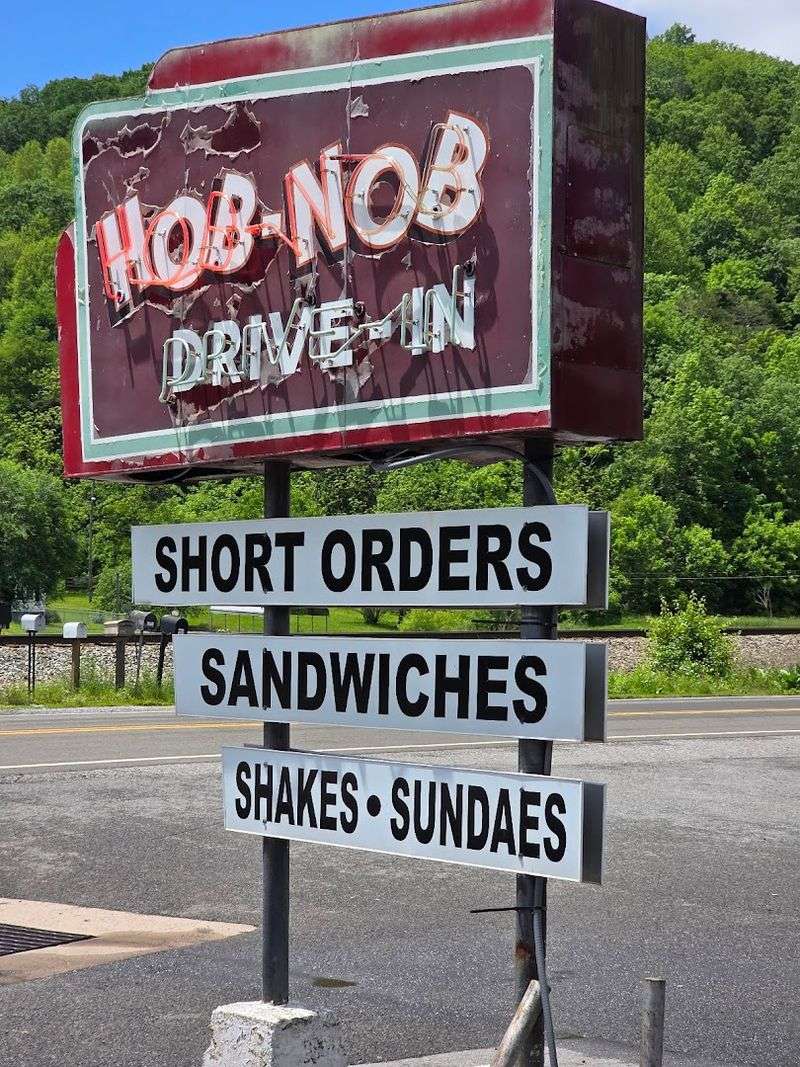 HOB-NOB
DRIVE-IN
SHORT ORDERS
SANDWICHES
SHAKES • SUNDAES